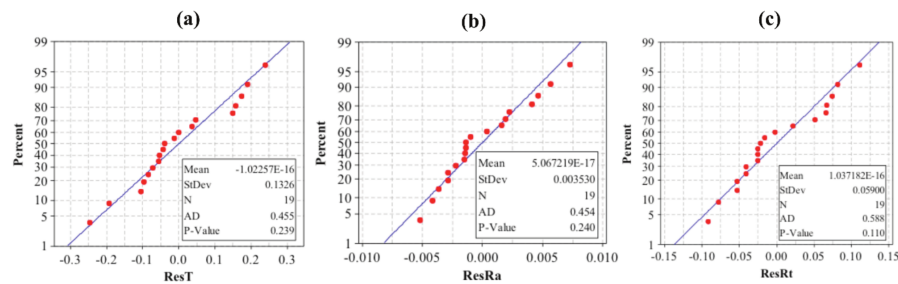 (a)
99
95
90
80
70
60
50
40
30
20
10
5
1
Percent
Mean -1.02257E-16
StDev 0.1326
N 19
AD 0.455
P-Value 0.239
-0.3 -0.2 -0.1 0.0 0.1 0.2 0.3
ResT
(b)
99
95
90
80
70
60
50
40
30
20
10
5
1
Percent
Mean 5.067219E-17
StDev 0.003530
N 19
AD 0.454
P-Value 0.240
-0.010 -0.005 0.000 0.005 0.010
ResRa
(c)
99
95
90
80
70
60
50
40
30
20
10
5
1
Percent
Mean 1.037182E-16
StDev 0.05900
N 19
AD 0.588
P-Value 0.110
-0.15 -0.10 -0.05 0.00 0.05 0.10 0.15
ResRt